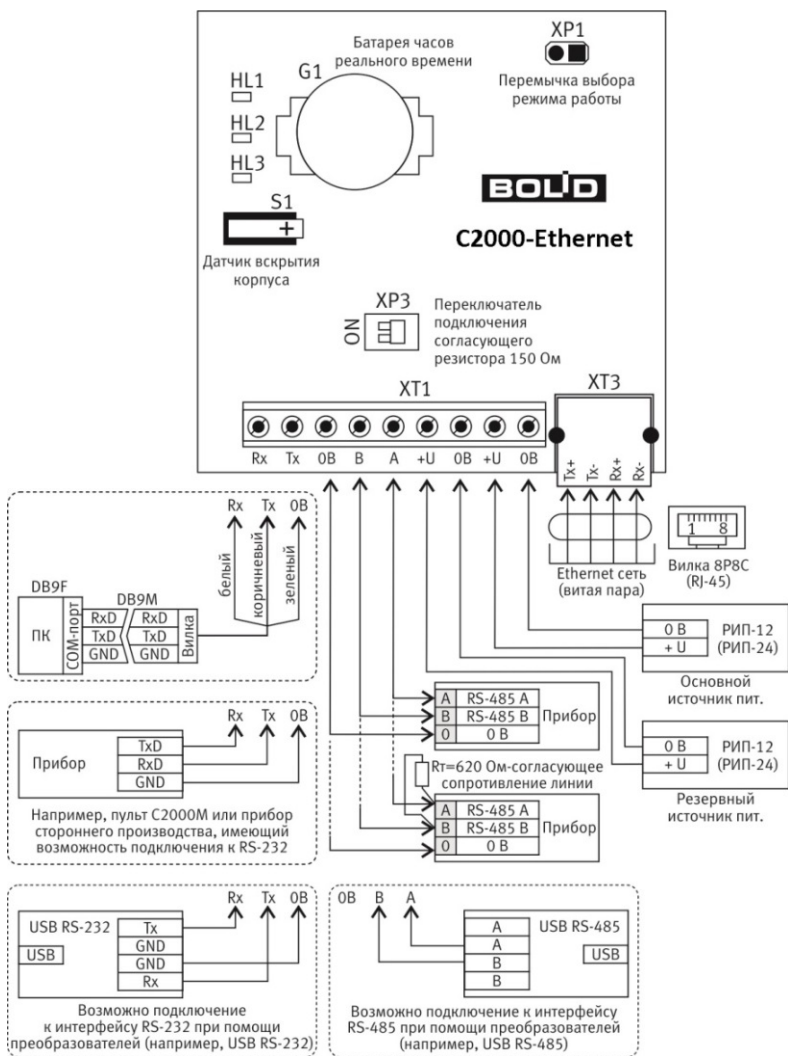 Батарея часов
реального времени
XP1
G1
HL1
HL2
HL3
Перемычка выбора
режима работы
BOLID
S1
+
C2000-Ethernet
Датчик вскрытия
корпуса
XP3
ON
Переключатель
подключения
согласующего
резистора 150 Ом
XT1
XT3
Rx Tx 0B B A +U 0B +U 0B
Tx+ Tx- Rx+ Rx-
Rx Tx 0B
белый
коричневый
зеленый
DB9F
DB9M
ПК
COM-порт
RxD RxD
TxD TxD
GND GND
Вилка
Ethernet сеть
(витая пара)
1 8
Вилка 8P8C
(RJ-45)
0 B
+ U
РИП-12
(РИП-24)
Основной
источник пит.
A RS-485 A
B RS-485 B
0 0 B
Прибор
0 B
+ U
РИП-12
(РИП-24)
Резервный
источник пит.
Rx Tx 0B
Прибор
TxD
RxD
GND
Например, пульт С2000М или прибор
стороннего производства, имеющий
возможность подключения к RS-232
Rт=620 Ом-согласующее
сопротивление линии
A RS-485 A
B RS-485 B
0 0 B
Прибор
Rx Tx 0B
USB RS-232
USB
Tx
GND
GND
Rx
Возможно подключение
к интерфейсу RS-232 при помощи
преобразователей (например, USB RS-232)
0B B A
A
A
B
B
USB RS-485
USB
Возможно подключение к интерфейсу
RS-485 при помощи преобразователей
(например, USB RS-485)